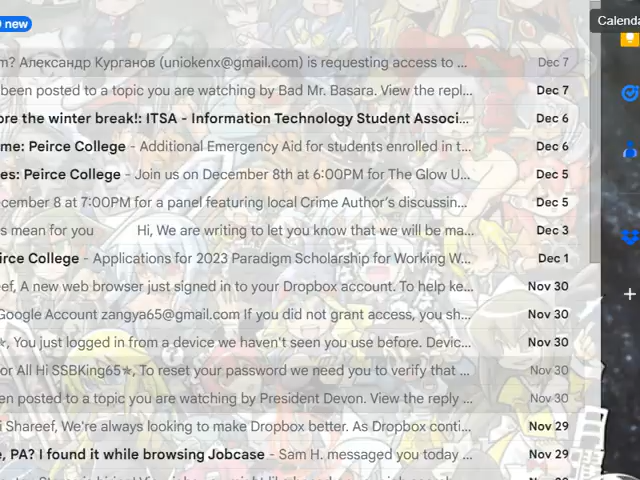 0 new
Calenda
m? Александр Курганов (uniokenx@gmail.com) is requesting access to ... Dec 7
been posted to a topic you are watching by Bad Mr. Basara. View the repl... Dec 7
ore the winter break!: ITSA - Information Technology Student Associ... Dec 6
me: Peirce College - Additional Emergency Aid for students enrolled in t... Dec 6
es: Peirce College - Join us on December 8th at 6:00PM for The Glow U... Dec 5
ecember 8 at 7:00PM for a panel featuring local Crime Author's discussin... Dec 5
s mean for you Hi, We are writing to let you know that we will be ma... Dec 3
irce College - Applications for 2023 Paradigm Scholarship for Working W... Dec 1
ef, A new web browser just signed in to your Dropbox account. To help ke... Nov 30
Google Account zangya65@gmail.com If you did not grant access, you sh... Nov 30
★, You just logged in from a device we haven't seen you use before. Devic... Nov 30
or All Hi SSBKing65★, To reset your password we need you to verify that ... Nov 30
en posted to a topic you are watching by President Devon. View the reply ... Nov 30
i Shareef, We're always looking to make Dropbox better. As Dropbox conti... Nov 29
e, PA? I found it while browsing Jobcase - Sam H. messaged you today ... Nov 29